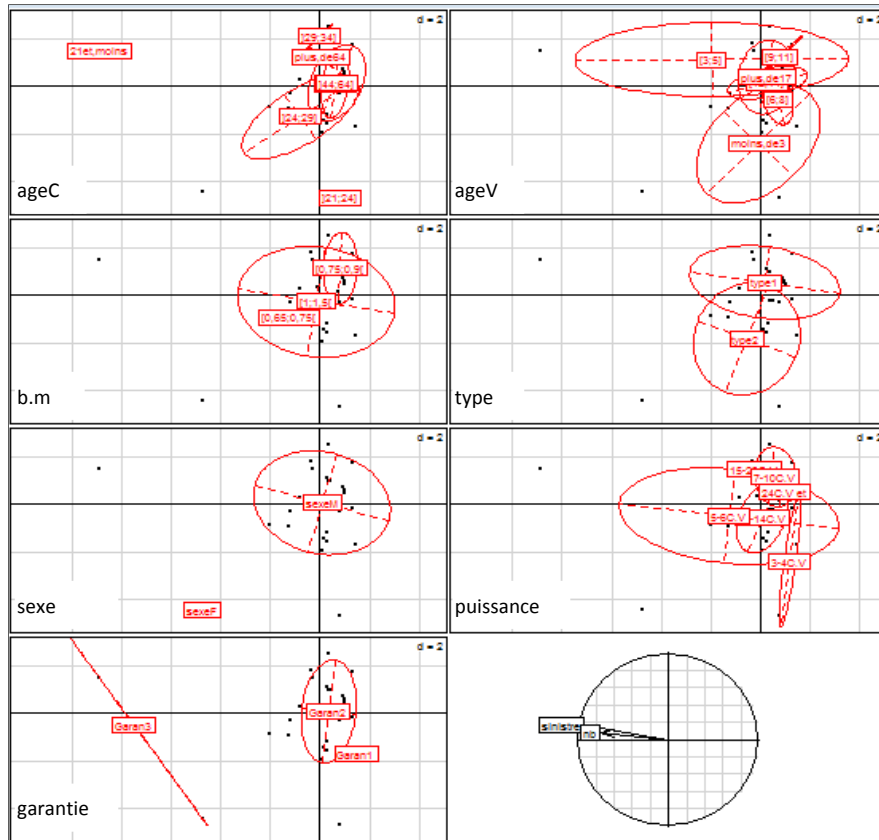 d = 2
21et,moins
]29;34]
plus,de64
]44;64]
]24;29]
]21;24]
ageC
d = 2
[3;5]
[9;11]
plus,de17
[6;8]
moins,de3
ageV
d = 2
[0,75;0,9[
[1;1,5[
[0,65;0,75[
b.m
d = 2
type1
type2
type
d = 2
sexeM
sexeF
sexe
d = 2
7-10C.V
24C.V et
5-6C.V
-14C.V
3-4C.V
puissance
d = 2
Garan3
Garan2
Garan1
garantie
sinistre
nb